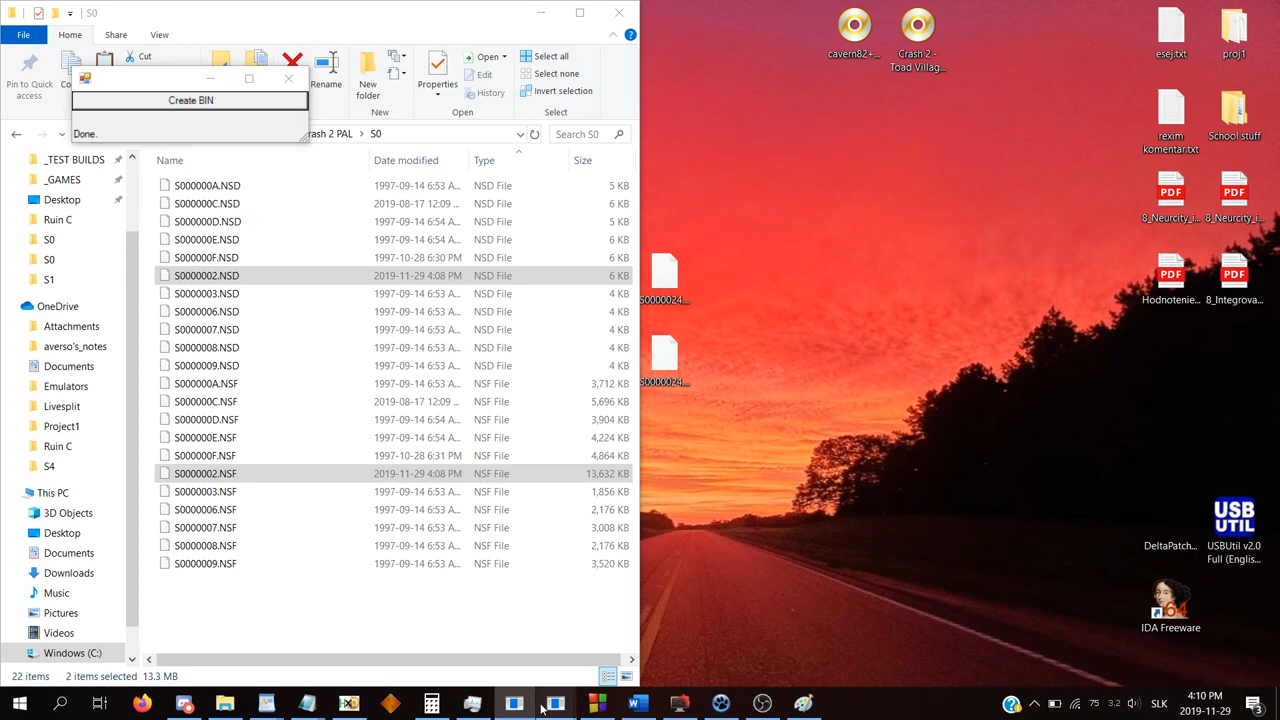 S0
File
Home
Share
View
Cut
Pin to Quick
access
Rename
New
folder
New
Properties
Open
Edit
History
Open
Select all
Select none
Invert selection
Select
Create BIN
Done.
rash 2 PAL > S0
Search S0
Name
Date modified
Type
Size
_TEST BUILDS
_GAMES
Desktop
Ruin C
S0
S0
S1
OneDrive
Attachments
averso's_notes
Documents
Emulators
Livesplit
Project1
Ruin C
S4
This PC
3D Objects
Desktop
Documents
Downloads
Music
Pictures
Videos
Windows (C:)
S000000A.NSD 1997-09-14 6:53 A... NSD File 5 KB
S000000C.NSD 2019-08-17 12:09 ... NSD File 6 KB
S000000D.NSD 1997-09-14 6:54 A... NSD File 5 KB
S000000E.NSD 1997-09-14 6:54 A... NSD File 6 KB
S000000F.NSD 1997-10-28 6:30 PM NSD File 6 KB
S0000002.NSD 2019-11-29 4:08 PM NSD File 6 KB
S0000003.NSD 1997-09-14 6:53 A... NSD File 4 KB
S0000006.NSD 1997-09-14 6:53 A... NSD File 4 KB
S0000007.NSD 1997-09-14 6:53 A... NSD File 4 KB
S0000008.NSD 1997-09-14 6:53 A... NSD File 4 KB
S0000009.NSD 1997-09-14 6:53 A... NSD File 4 KB
S000000A.NSF 1997-09-14 6:53 A... NSF File 3,712 KB
S000000C.NSF 2019-08-17 12:09 ... NSF File 5,696 KB
S000000D.NSF 1997-09-14 6:54 A... NSF File 3,904 KB
S000000E.NSF 1997-09-14 6:54 A... NSF File 4,224 KB
S000000F.NSF 1997-10-28 6:31 PM NSF File 4,864 KB
S0000002.NSF 2019-11-29 4:08 PM NSF File 13,632 KB
S0000003.NSF 1997-09-14 6:53 A... NSF File 1,856 KB
S0000006.NSF 1997-09-14 6:53 A... NSF File 2,176 KB
S0000007.NSF 1997-09-14 6:53 A... NSF File 3,008 KB
S0000008.NSF 1997-09-14 6:53 A... NSF File 2,176 KB
S0000009.NSF 1997-09-14 6:53 A... NSF File 3,520 KB
22 items 2 items selected 13.3 MB
cavern82+...
Crash 2 -
Toad Villag...
esej.txt
proj1
rexim
komentar.txt
School stuff
PDF
8_Neurcity_i...
PDF
8_Neurcity_i...
PDF
Hodnotenie...
PDF
8_Integrova...
S0000024....
S0000024....
DeltaPatch...
USB
UTIL
USBUtil v2.0
Full (Englis...
64
IDA Freeware
75
3.2
SLK
4:10 PM
2019-11-29
3